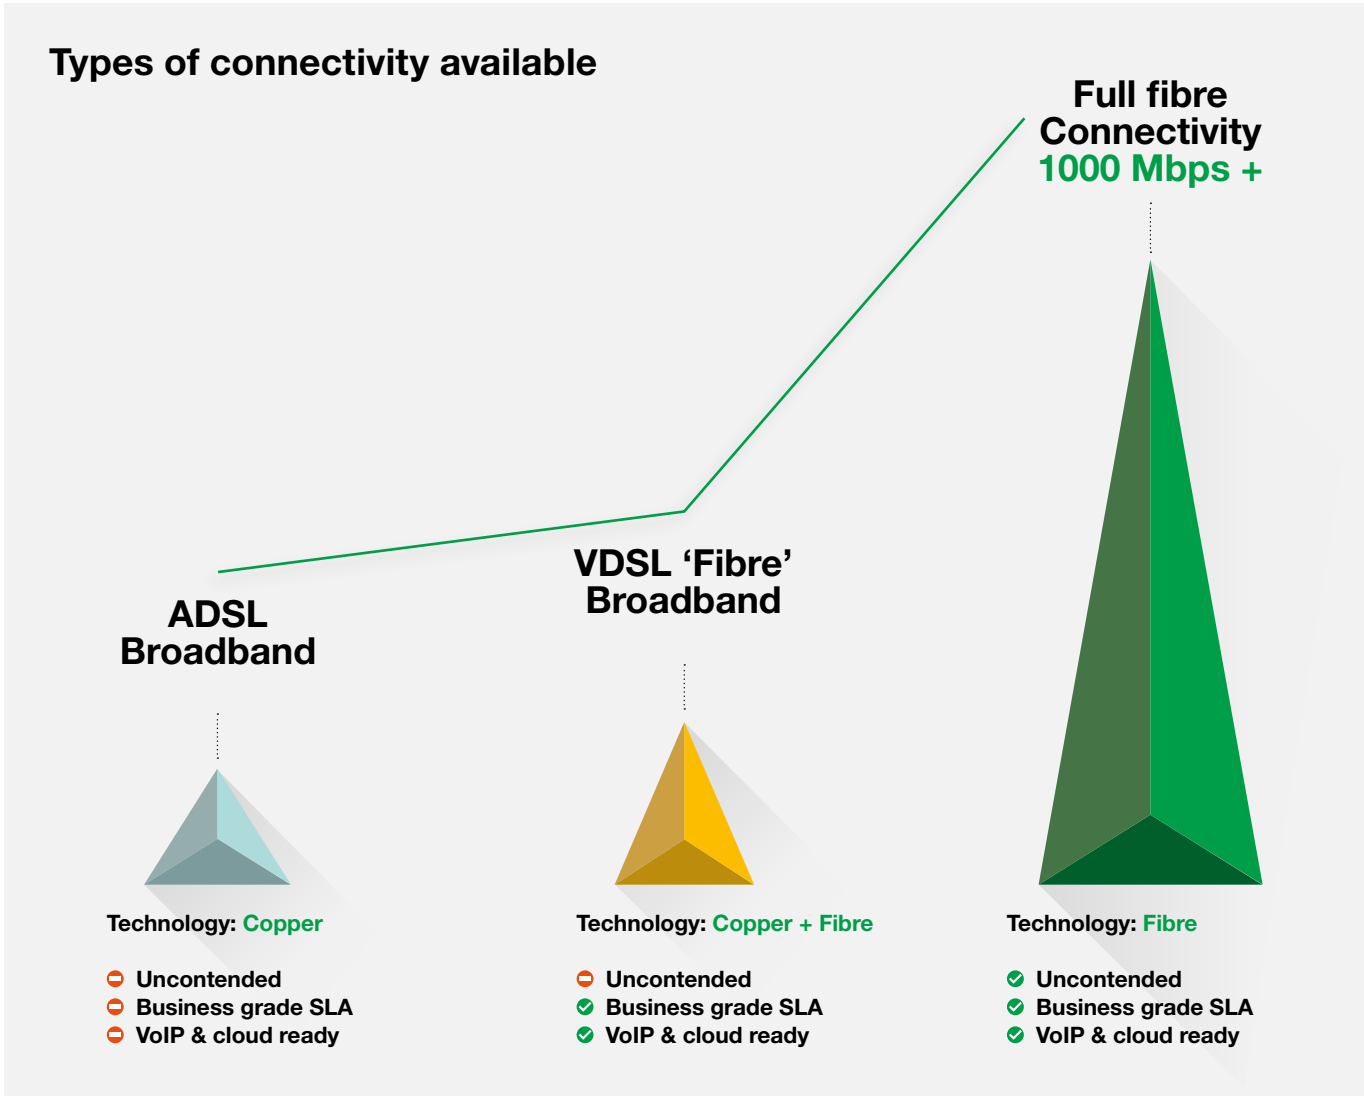 Types of connectivity available
Full fibre
Connectivity
1000 Mbps +
VDSL ‘Fibre’
Broadband
ADSL
Broadband
Technology: Copper
Uncontended
Business grade SLA
VoIP & cloud ready
Technology: Copper + Fibre
Uncontended
Business grade SLA
VoIP & cloud ready
Technology: Fibre
Uncontended
Business grade SLA
VoIP & cloud ready